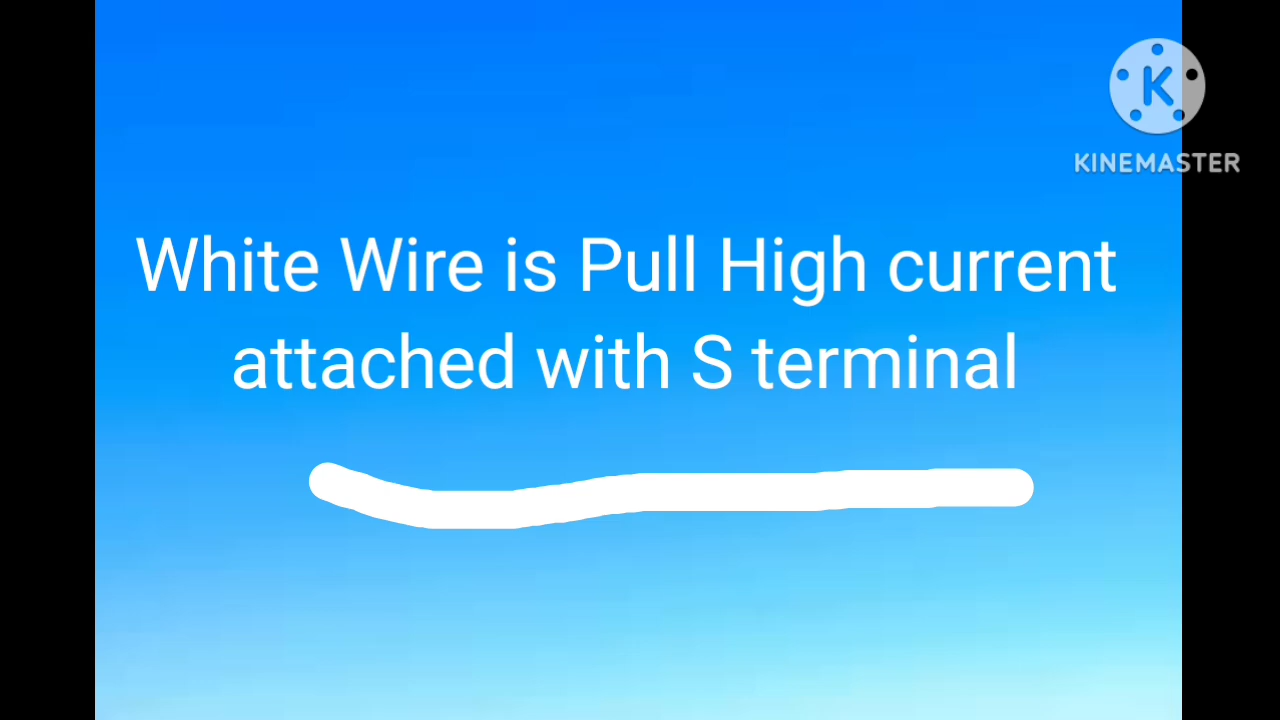 K
KINEMASTER
White Wire is Pull High current
attached with S terminal